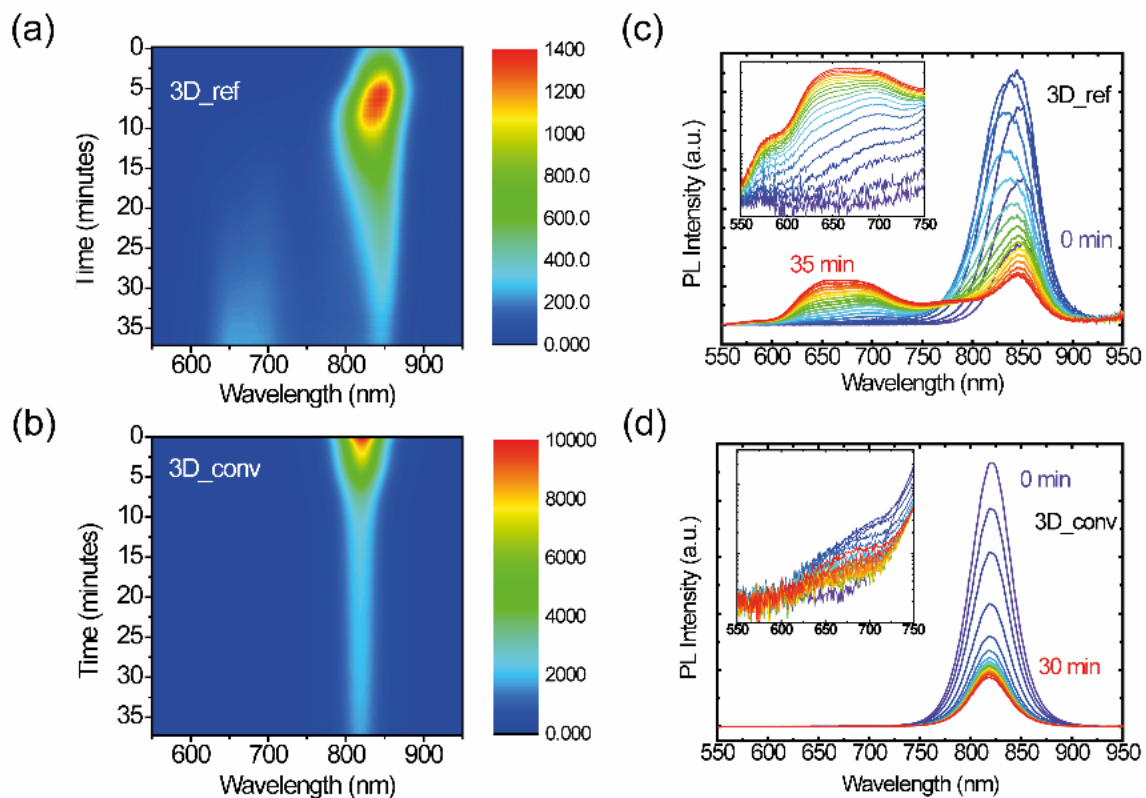 (a)
3D_ref
0
5
10
15
20
25
30
35
Time (minutes)
600 700 800 900
Wavelength (nm)
1400
1200
1000
800.0
600.0
400.0
200.0
0.000
(c)
3D_ref
0 min
35 min
PL Intensity (a.u.)
550 600 650 700 750
550 600 650 700 750 800 850 900 950
Wavelength (nm)
(b)
3D_conv
0
5
10
15
20
25
30
35
Time (minutes)
600 700 800 900
Wavelength (nm)
10000
8000
6000
4000
2000
0.000
(d)
0 min
3D_conv
30 min
PL Intensity (a.u.)
550 600 650 700 750
550 600 650 700 750 800 850 900 950
Wavelength (nm)